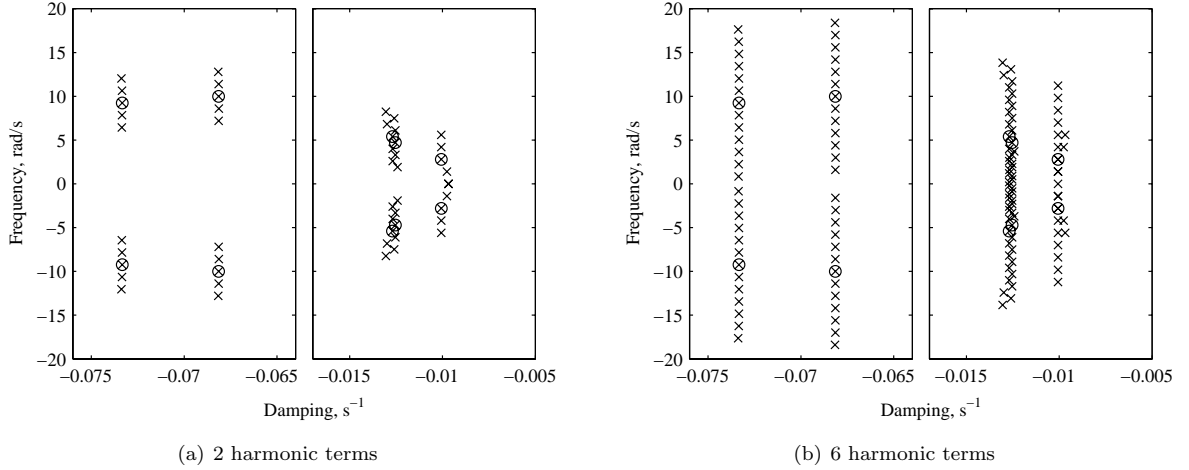 20
15
10
5
0
−5
−10
−15
−20
Frequency, rad/s
−0.075 −0.07 −0.065
−0.015 −0.01 −0.005
Damping, s−1
(a) 2 harmonic terms
20
15
10
5
0
−5
−10
−15
−20
Frequency, rad/s
−0.075 −0.07 −0.065
−0.015 −0.01 −0.005
Damping, s−1
(b) 6 harmonic terms